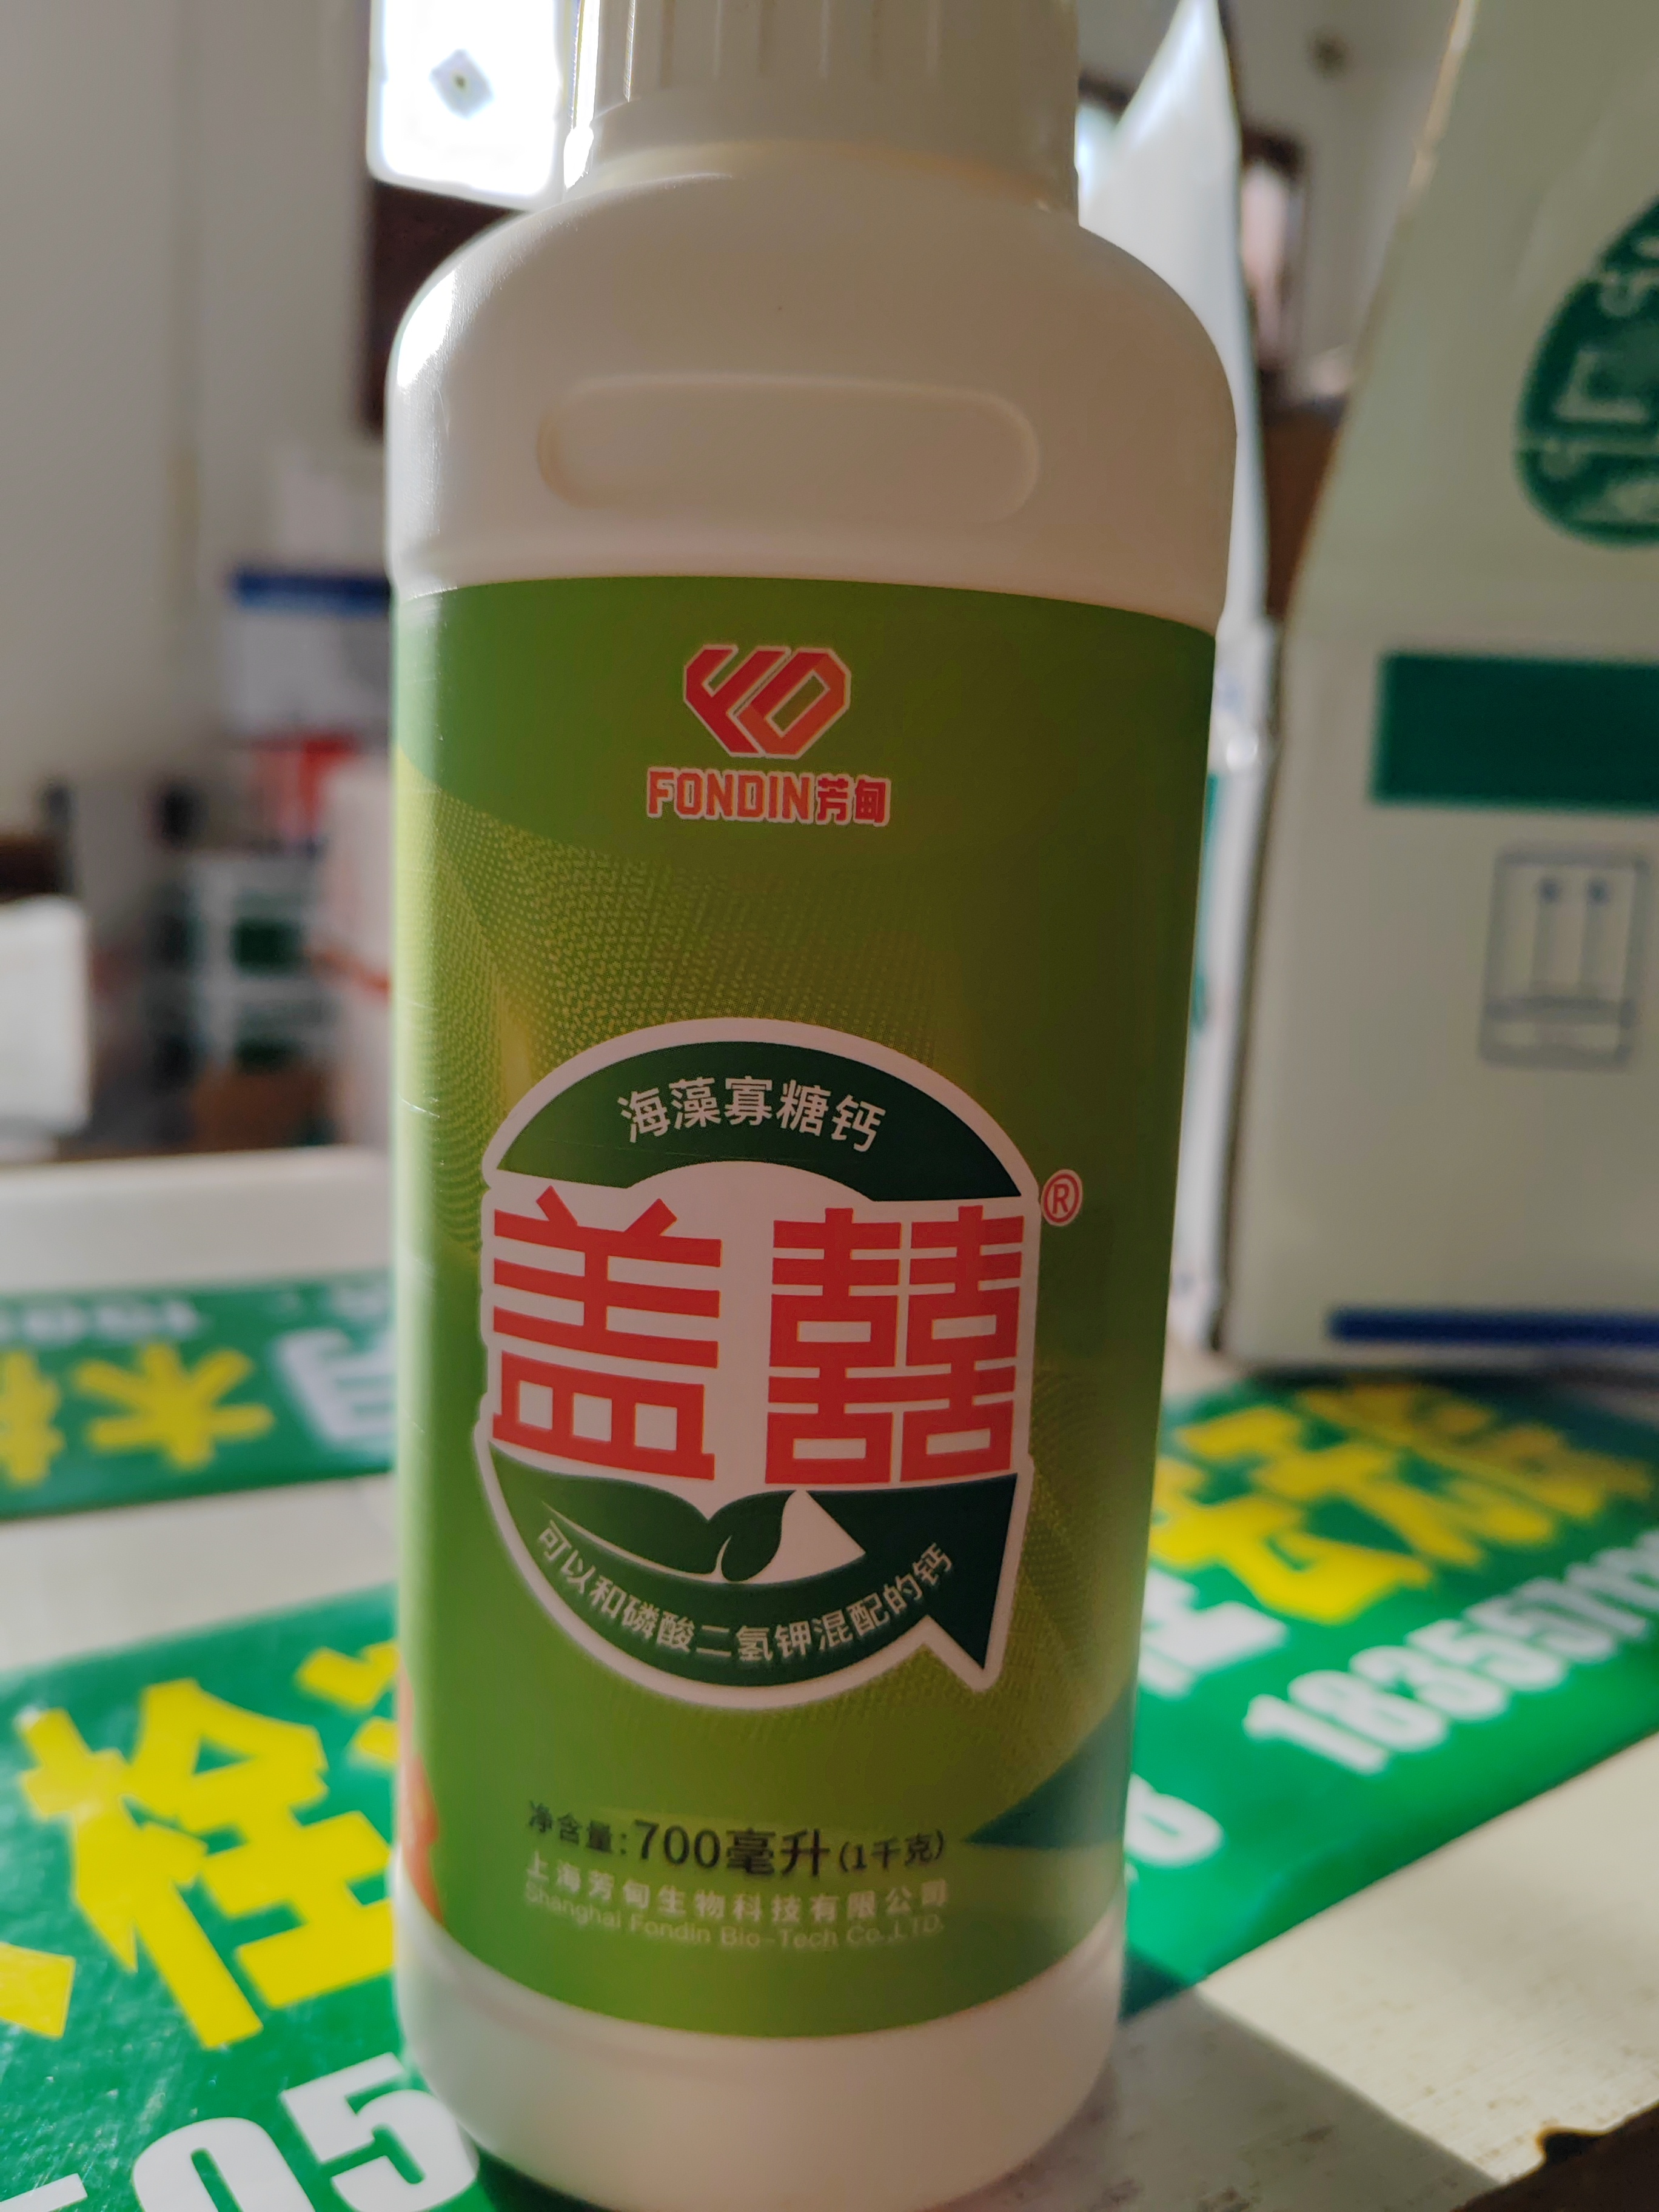 FONDIN芳甸
海藻寡糖钙
盖囍®
可以和磷酸二氢钾混配的钙
净含量:700毫升(1千克)
上海芳甸生物科技有限公司
Shanghai Fondin Bio-Tech Co.,LTD.